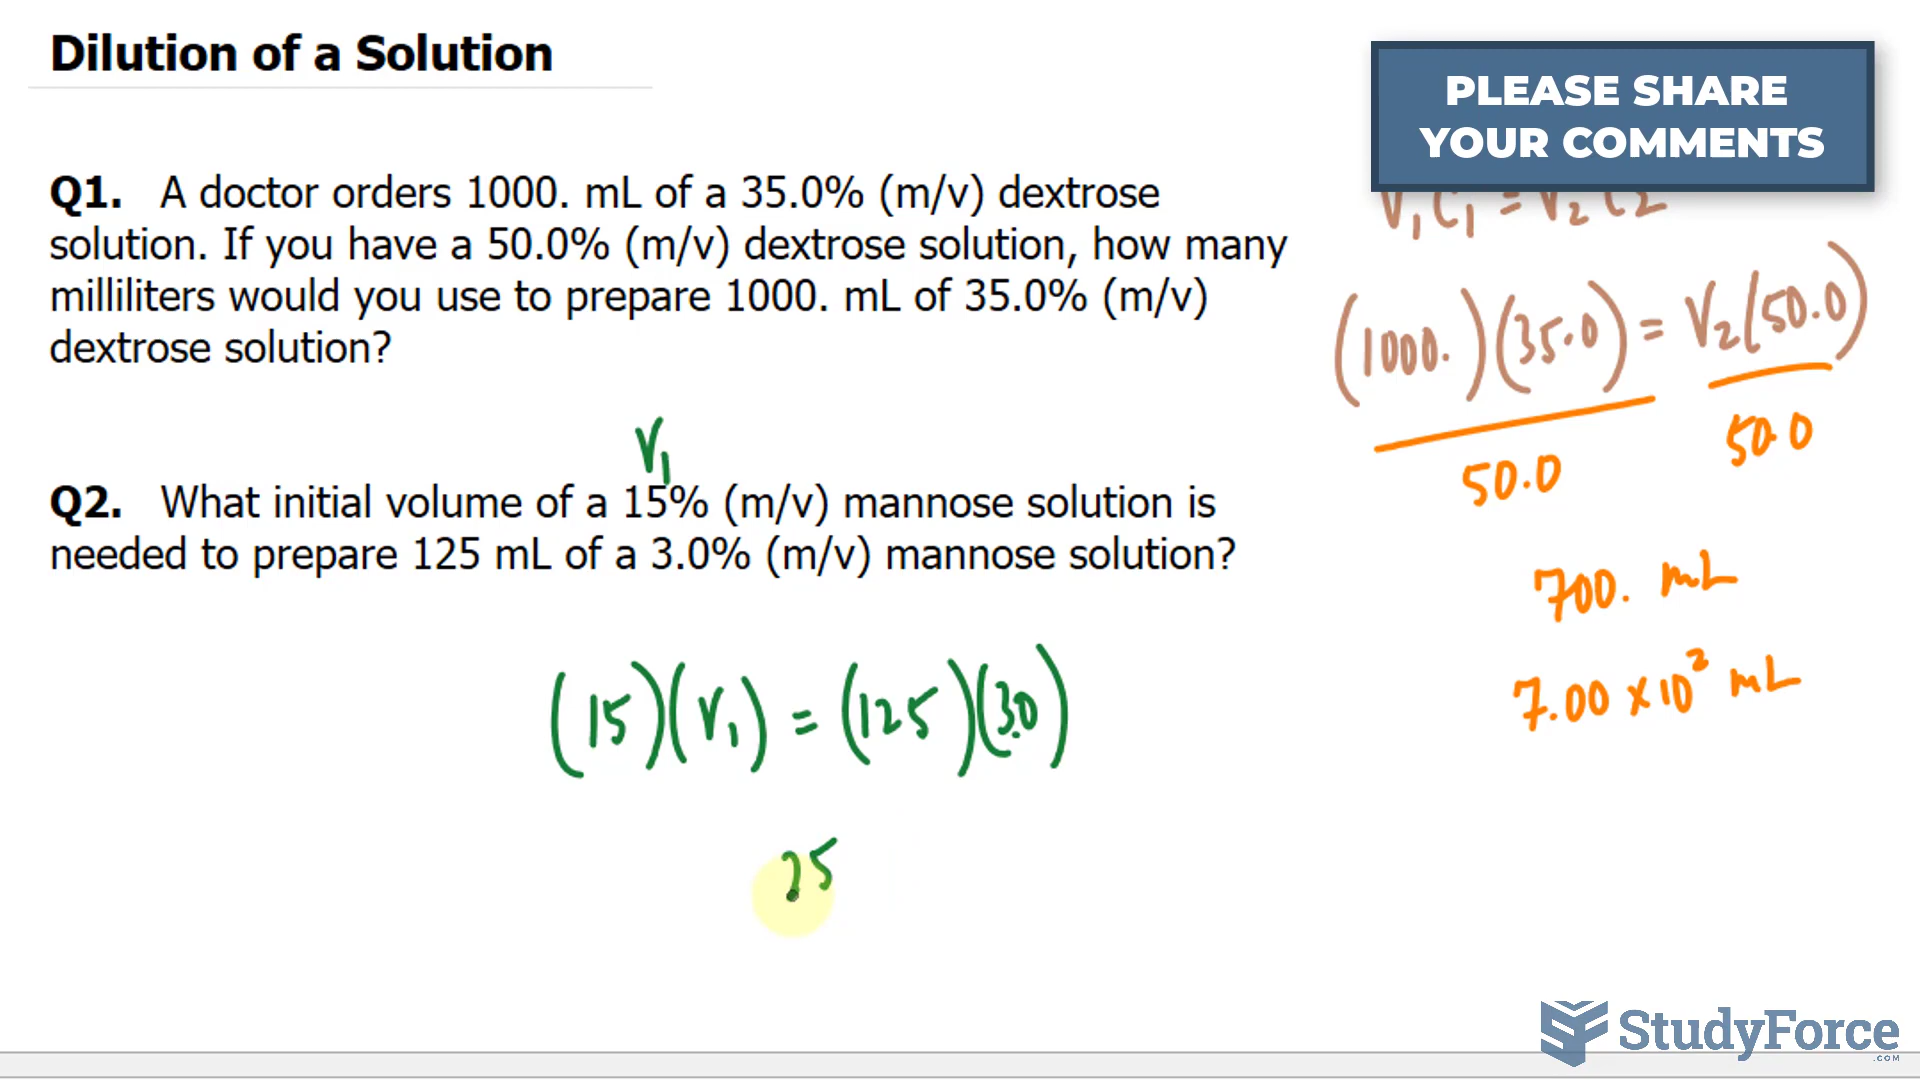 Dilution of a Solution
PLEASE SHARE
YOUR COMMENTS
Q1. A doctor orders 1000. mL of a 35.0% (m/v) dextrose
solution. If you have a 50.0% (m/v) dextrose solution, how many
milliliters would you use to prepare 1000. mL of 35.0% (m/v)
dextrose solution?
V₁C₁ = V₂C₂
(1000.)(35.0) = V₂(50.0)
50.0 50.0
700. mL
7.00 × 10² mL
V₁
Q2. What initial volume of a 15% (m/v) mannose solution is
needed to prepare 125 mL of a 3.0% (m/v) mannose solution?
(15)(V₁) = (125)(3.0)
25
StudyForce
.COM